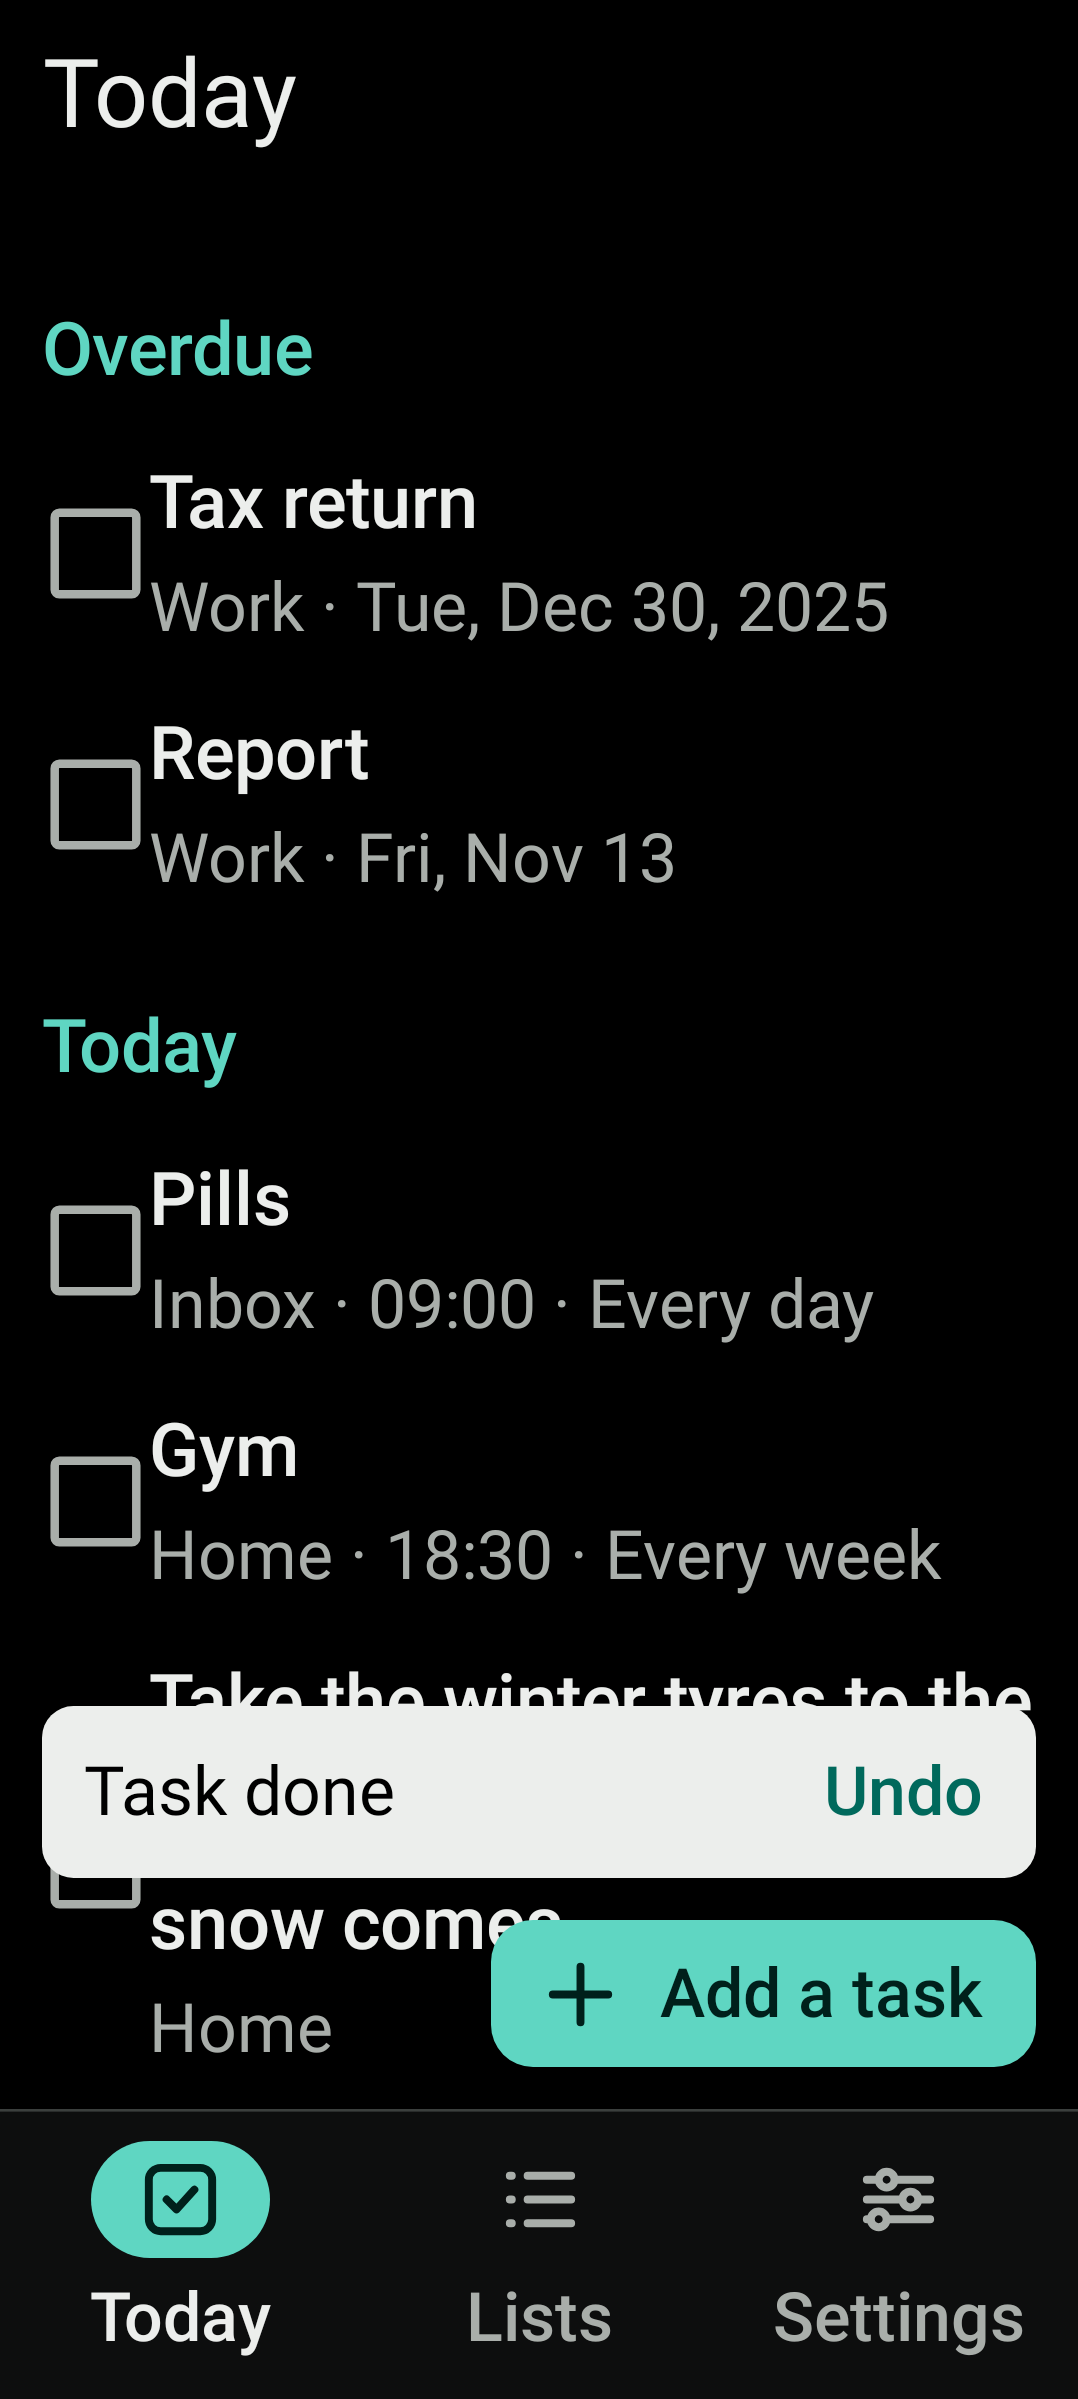 Today
Overdue
Tax return
Work · Tue, Dec 30, 2025
Report
Work · Fri, Nov 13
Today
Pills
Inbox · 09:00 · Every day
Gym
Home · 18:30 · Every week
Take the winter tyres to the
Task done
Undo
snow comes
Home
Add a task
Today
Lists
Settings